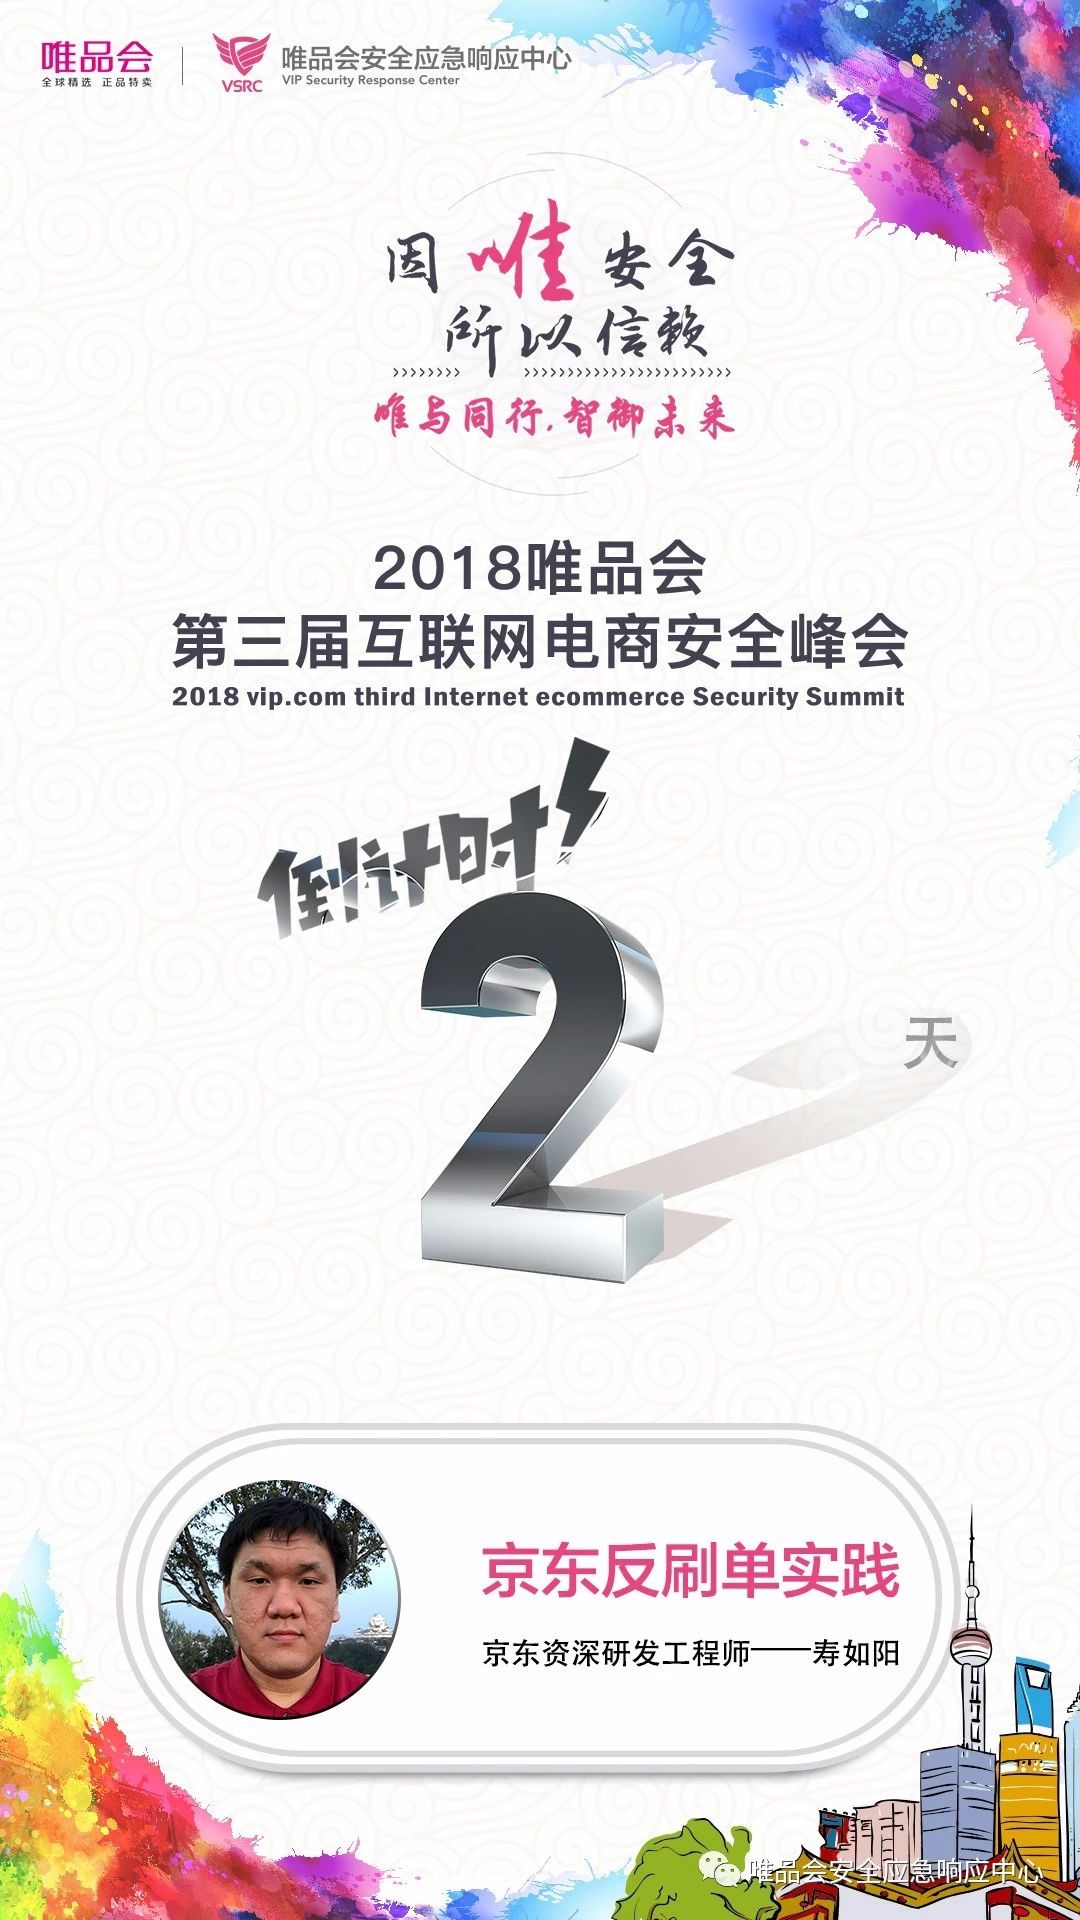 唯品会
全球精选 正品特卖
VSRC
唯品会安全应急响应中心
VIP Security Response Center
因唯安全
所以信赖
唯与同行,智御未来
2018唯品会
第三届互联网电商安全峰会
2018 vip.com third Internet ecommerce Security Summit
倒计时!
2
天
京东反刷单实践
京东资深研发工程师——寿如阳
唯品会安全应急响应中心